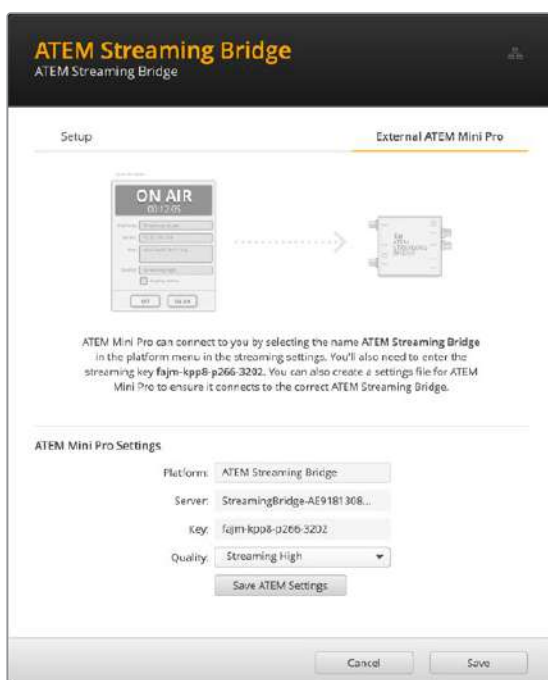 ATEM Streaming Bridge
ATEM Streaming Bridge
Setup
External ATEM Mini Pro
ON AIR
00:12:05
ATEM Mini Pro can connect to you by selecting the name ATEM Streaming Bridge
in the platform menu in the streaming settings. You'll also need to enter the
streaming key fajm-kpp8-p266-3202. You can also create a settings file for ATEM
Mini Pro to ensure it connects to the correct ATEM Streaming Bridge.
ATEM Mini Pro Settings
Platform: ATEM Streaming Bridge
Server: StreamingBridge-AE9181308...
Key: fajm-kpp8-p266-3202
Quality: Streaming High
Save ATEM Settings
Cancel
Save